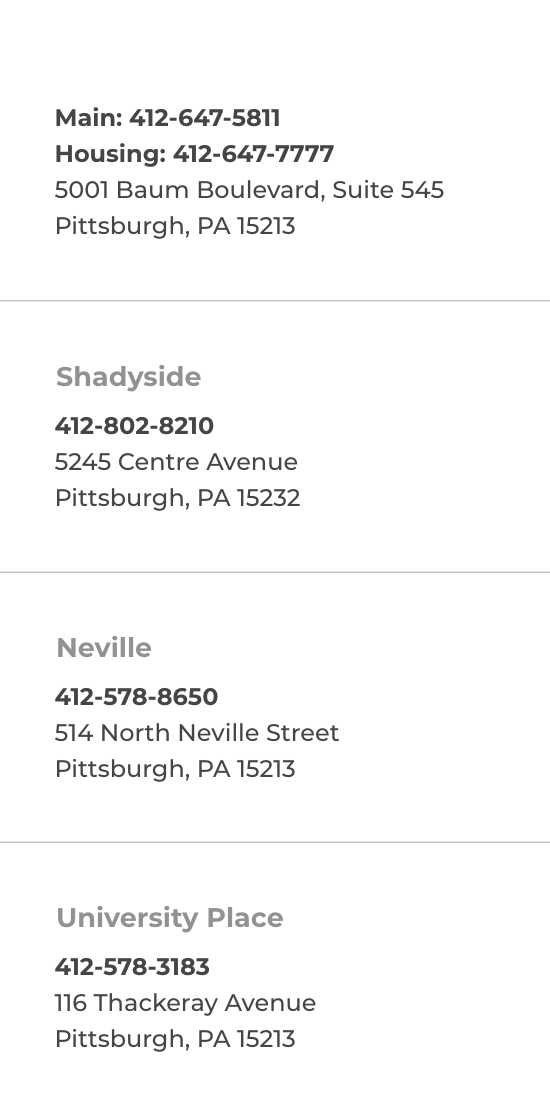 Main: 412-647-5811
Housing: 412-647-7777
5001 Baum Boulevard, Suite 545
Pittsburgh, PA 15213
Shadyside
412-802-8210
5245 Centre Avenue
Pittsburgh, PA 15232
Neville
412-578-8650
514 North Neville Street
Pittsburgh, PA 15213
University Place
412-578-3183
116 Thackeray Avenue
Pittsburgh, PA 15213